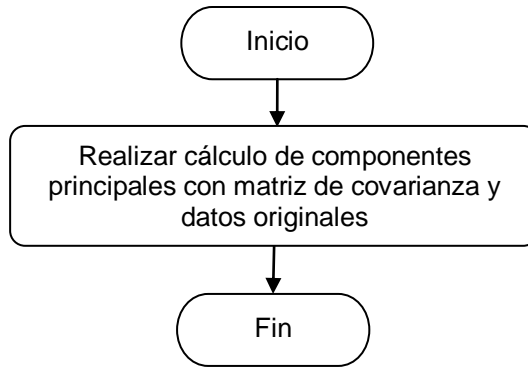 Inicio
Realizar cálculo de componentes
principales con matriz de covarianza y
datos originales
Fin